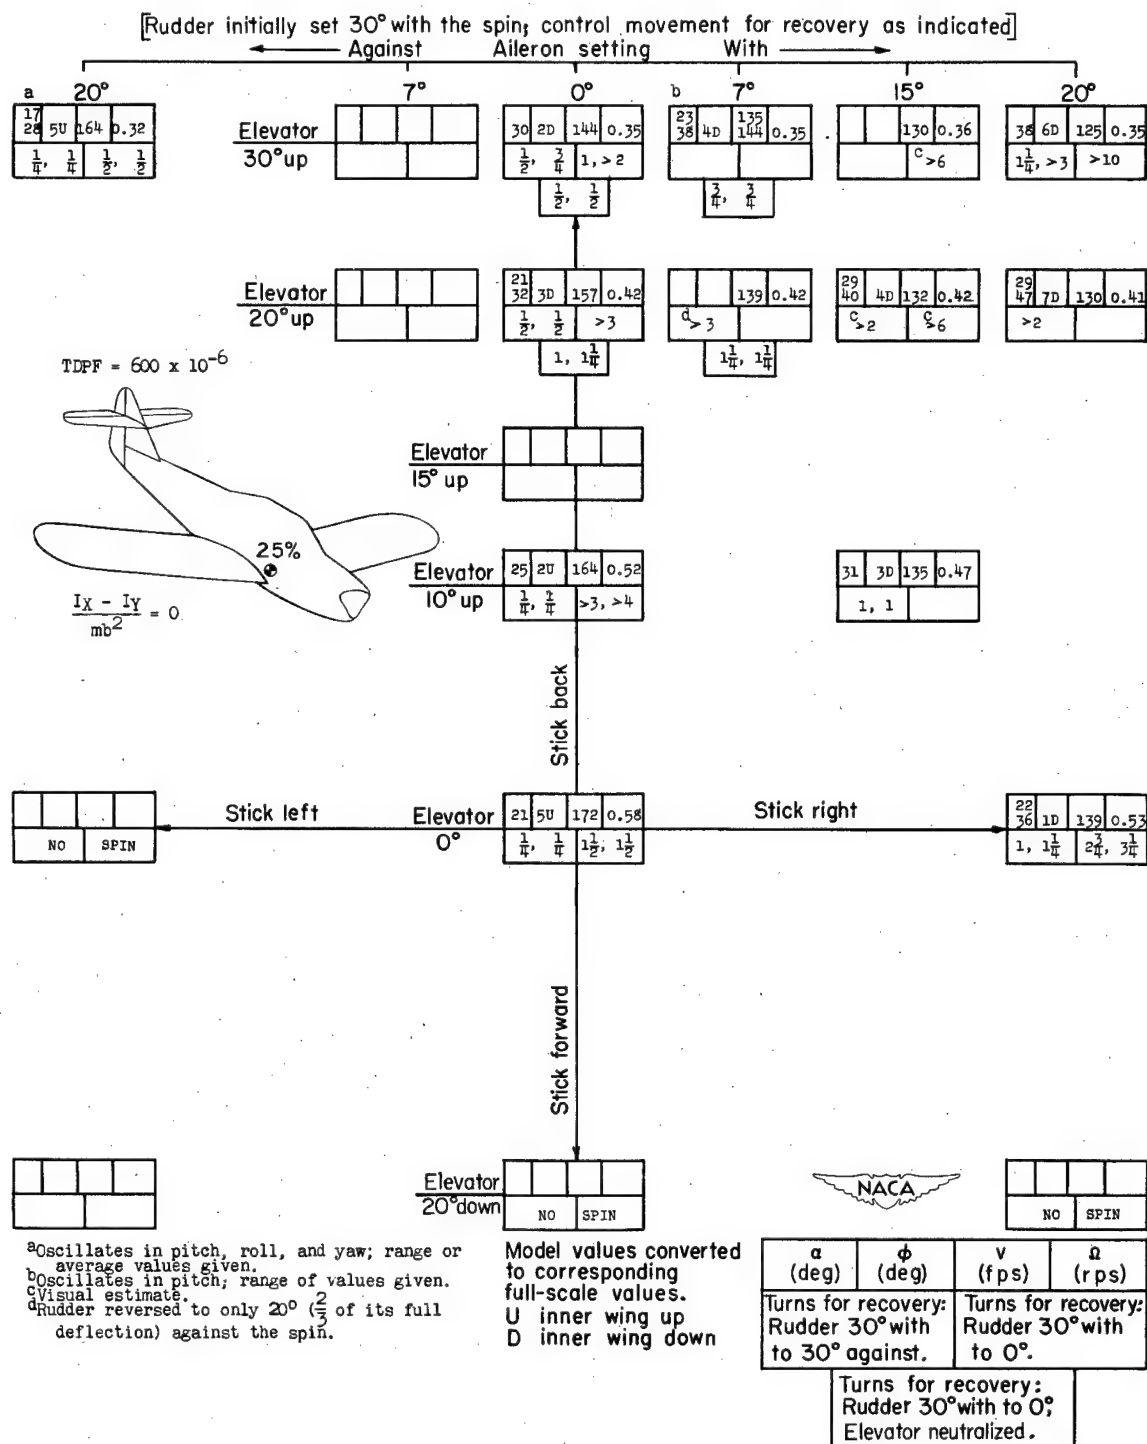 [Rudder initially set 30° with the spin; control movement for recovery as indicated]
Against Aileron setting With
a 20° 7° 0° b 7° 15° 20°
17
28 5U 164 0.32
1/4, 1/4 1/2, 1/2
Elevator
30° up
30 2D 144 0.35
1/2, 3/4 1, >2
1/2, 1/2
23
38 4D 135
144 0.35
3/4, 3/4
130 0.36
c >6
38 6D 125 0.35
1 1/4, >3 >10
Elevator
20° up
21
32 3D 157 0.42
1/2, 1/2 >3
1, 1 1/4
139 0.42
d >3
1 1/4, 1 1/4
29
40 4D 132 0.42
c >2 c >6
29
47 7D 130 0.41
>2
TDPF = 600 x 10⁻⁶
25%
I_X - I_Y
mb² = 0
Elevator
15° up
Elevator
10° up
25 2U 164 0.52
1/4, 2/4 >3, >4
31 3D 135 0.47
1, 1
Stick back
NO SPIN
Stick left
Elevator
0°
21 5U 172 0.58
1/4, 1/4 1 1/2, 1 1/2
Stick right
22
36 1D 139 0.53
1, 1 1/4 2 3/4, 3 1/4
Stick forward
Elevator
20° down
NO SPIN
NACA
NO SPIN
aOscillates in pitch, roll, and yaw; range or
average values given.
bOscillates in pitch; range of values given.
cVisual estimate.
dRudder reversed to only 20° (2/3 of its full
deflection) against the spin.
Model values converted
to corresponding
full-scale values.
U inner wing up
D inner wing down
α
(deg)
ϕ
(deg)
V
(fps)
Ω
(rps)
Turns for recovery:
Rudder 30° with
to 30° against.
Turns for recovery:
Rudder 30° with
to 0°.
Turns for recovery:
Rudder 30° with to 0°,
Elevator neutralized.